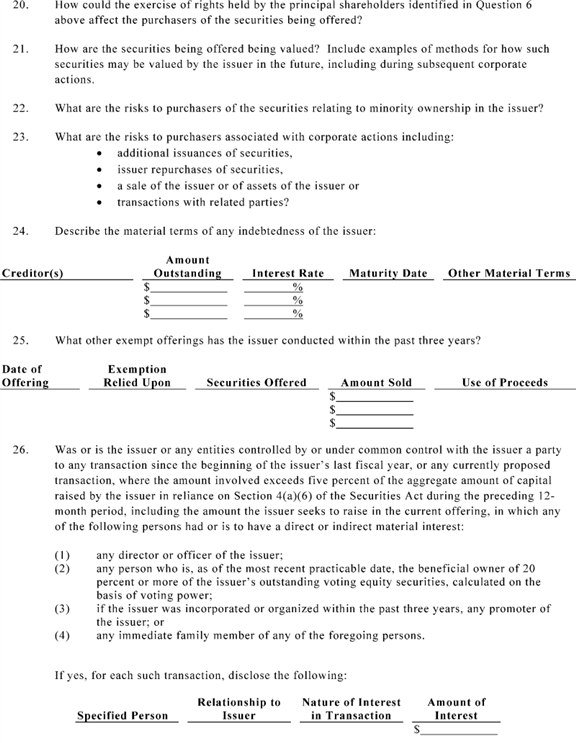 20. How could the exercise of rights held by the principal shareholders identified in Question 6
above affect the purchasers of the securities being offered?
21. How are the securities being offered being valued? Include examples of methods for how such
securities may be valued by the issuer in the future, including during subsequent corporate
actions.
22. What are the risks to purchasers of the securities relating to minority ownership in the issuer?
23. What are the risks to purchasers associated with corporate actions including:
• additional issuances of securities,
• issuer repurchases of securities,
• a sale of the issuer or of assets of the issuer or
• transactions with related parties?
24. Describe the material terms of any indebtedness of the issuer:
Amount
Creditor(s) Outstanding Interest Rate Maturity Date Other Material Terms
$ %
$ %
$ %
25. What other exempt offerings has the issuer conducted within the past three years?
Date of Exemption
Offering Relied Upon Securities Offered Amount Sold Use of Proceeds
$
$
$
26. Was or is the issuer or any entities controlled by or under common control with the issuer a party
to any transaction since the beginning of the issuer's last fiscal year, or any currently proposed
transaction, where the amount involved exceeds five percent of the aggregate amount of capital
raised by the issuer in reliance on Section 4(a)(6) of the Securities Act during the preceding 12-
month period, including the amount the issuer seeks to raise in the current offering, in which any
of the following persons had or is to have a direct or indirect material interest:
(1) any director or officer of the issuer;
(2) any person who is, as of the most recent practicable date, the beneficial owner of 20
percent or more of the issuer's outstanding voting equity securities, calculated on the
basis of voting power;
(3) if the issuer was incorporated or organized within the past three years, any promoter of
the issuer; or
(4) any immediate family member of any of the foregoing persons.
If yes, for each such transaction, disclose the following:
Relationship to Nature of Interest Amount of
Specified Person Issuer in Transaction Interest
$